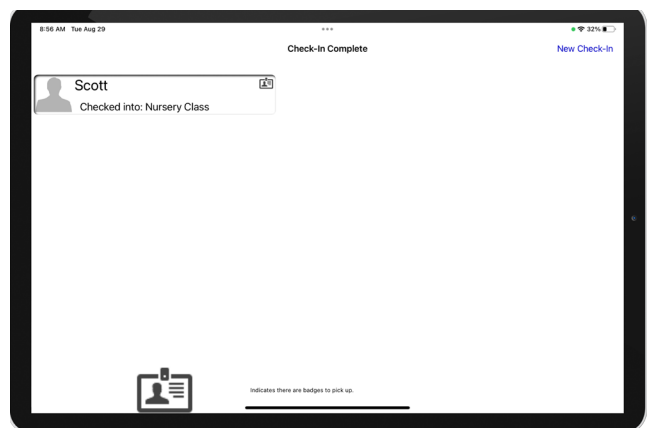 8:56 AM Tue Aug 29
32%
Check-In Complete
New Check-In
Scott
Checked into: Nursery Class
Indicates there are badges to pick up.